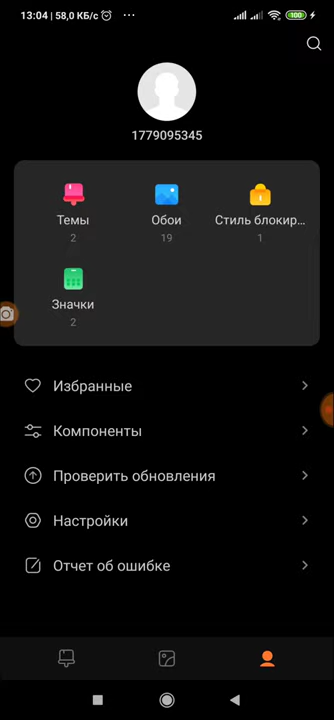 13:04 | 58,0 КБ/с ...
100
1779095345
Темы
2
Обои
19
Стиль блокир...
1
Значки
2
Избранные
Компоненты
Проверить обновления
Настройки
Отчет об ошибке